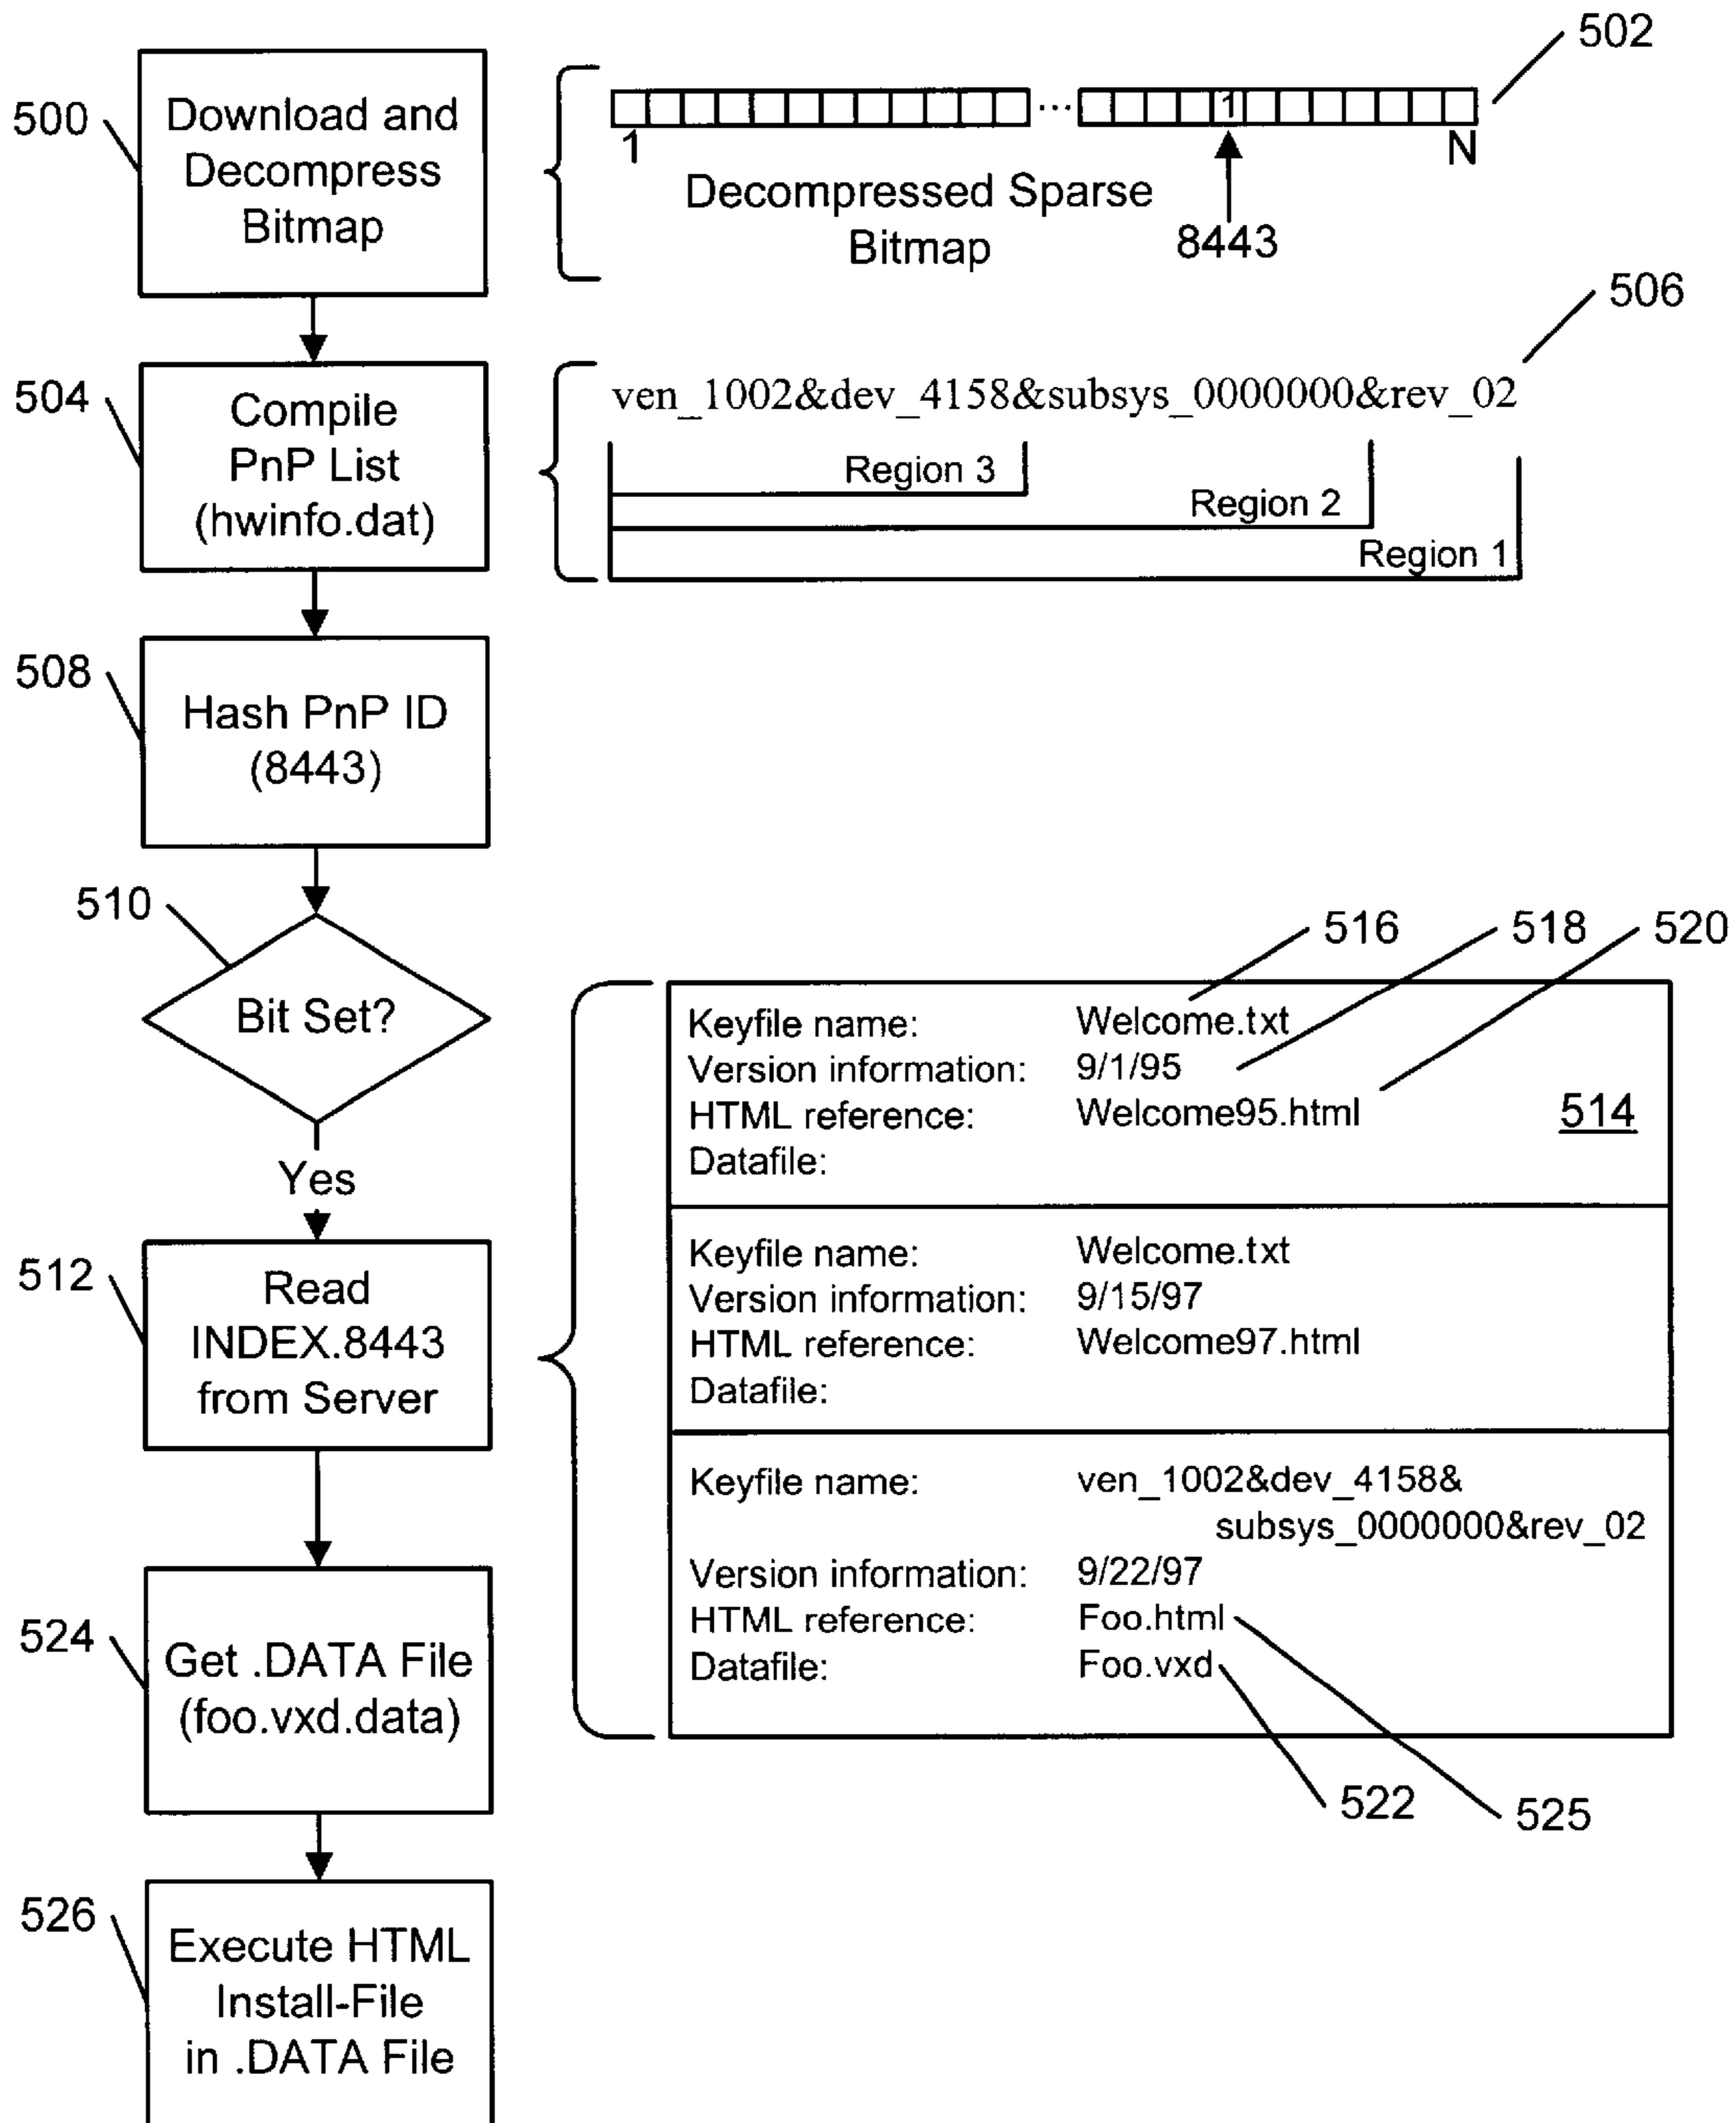 502
500
Download and
Decompress
Bitmap
1
...
1
N
Decompressed Sparse
Bitmap
8443
506
504
Compile
PnP List
(hwinfo.dat)
ven_1002&dev_4158&subsys_0000000&rev_02
Region 3
Region 2
Region 1
508
Hash PnP ID
(8443)
510
Bit Set?
Yes
516
518
520
512
Read
INDEX.8443
from Server
Keyfile name: Welcome.txt
Version information: 9/1/95
HTML reference: Welcome95.html
514
Datafile:
Keyfile name: Welcome.txt
Version information: 9/15/97
HTML reference: Welcome97.html
Datafile:
Keyfile name: ven_1002&dev_4158&
subsys_0000000&rev_02
Version information: 9/22/97
HTML reference: Foo.html
Datafile: Foo.vxd
522
525
524
Get .DATA File
(foo.vxd.data)
526
Execute HTML
Install-File
in .DATA File